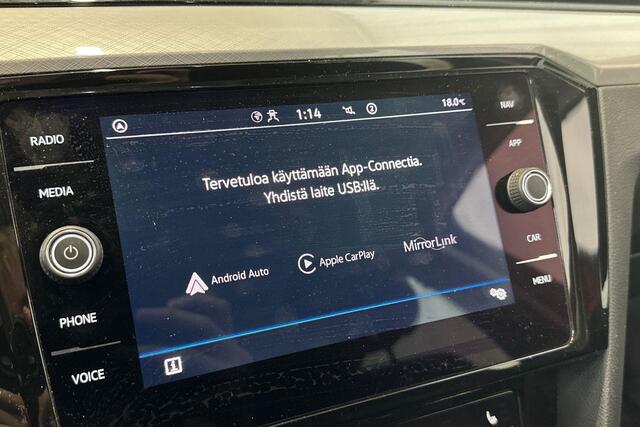 RADIO
MEDIA
PHONE
VOICE
1:14
2
18.0°C
Tervetuloa käyttämään App-Connectia.
Yhdistä laite USB:llä.
Android Auto
Apple CarPlay
MirrorLink
NAV
APP
CAR
MENU